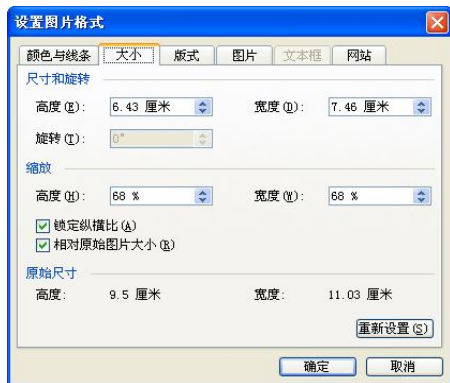 设置图片格式
颜色与线条 大小 版式 图片 文本框 网站
尺寸和旋转
高度(E): 6.43 厘米 宽度(D): 7.46 厘米
旋转(T): 0°
缩放
高度(H): 68 % 宽度(W): 68 %
锁定纵横比(A)
相对原始图片大小(R)
原始尺寸
高度: 9.5 厘米 宽度: 11.03 厘米
重新设置(S)
确定 取消